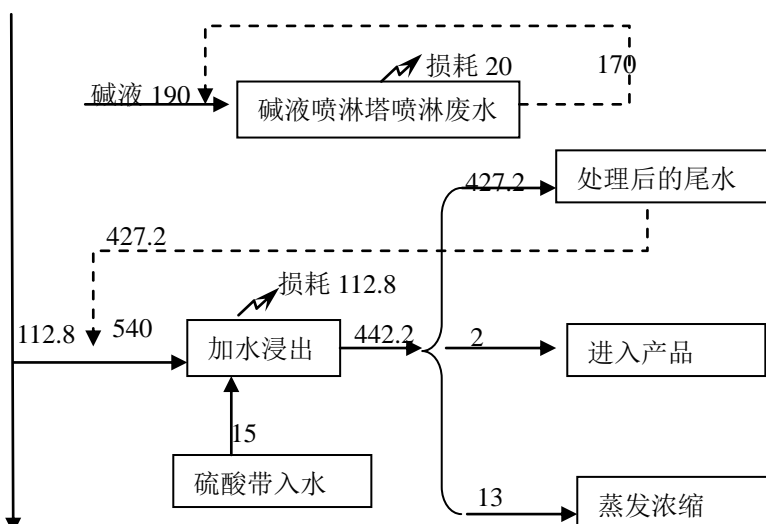 损耗 20
170
碱液 190
碱液喷淋塔喷淋废水
427.2
处理后的尾水
427.2
损耗 112.8
112.8
540
加水浸出
442.2
2
进入产品
15
硫酸带入水
13
蒸发浓缩